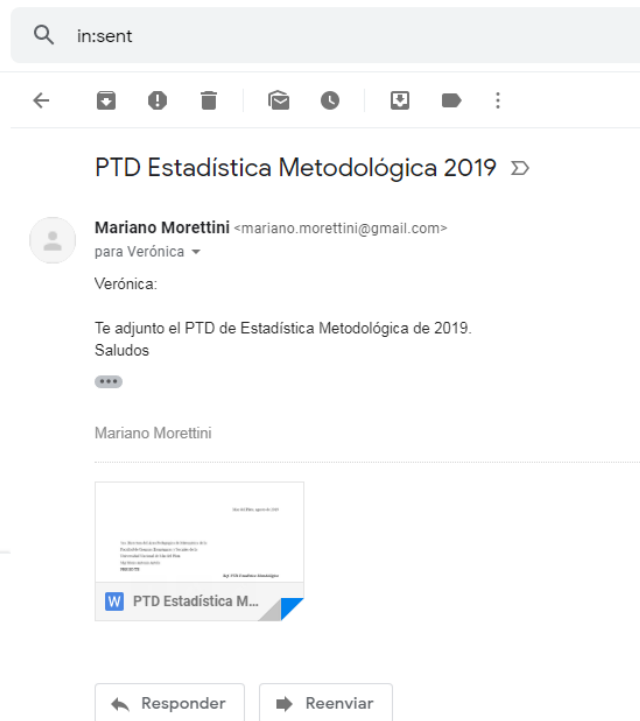 in:sent
PTD Estadística Metodológica 2019
Mariano Morettini <mariano.morettini@gmail.com>
para Verónica
Verónica:
Te adjunto el PTD de Estadística Metodológica de 2019.
Saludos
Mariano Morettini
W PTD Estadística M...
Responder
Reenviar